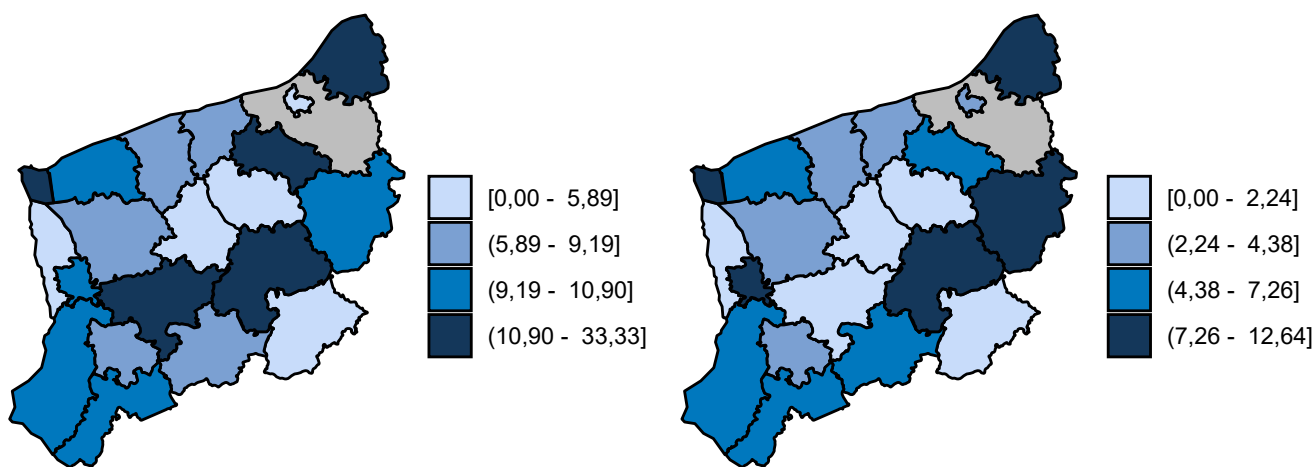 [0,00 - 5,89]
(5,89 - 9,19]
(9,19 - 10,90]
(10,90 - 33,33]
[0,00 - 2,24]
(2,24 - 4,38]
(4,38 - 7,26]
(7,26 - 12,64]